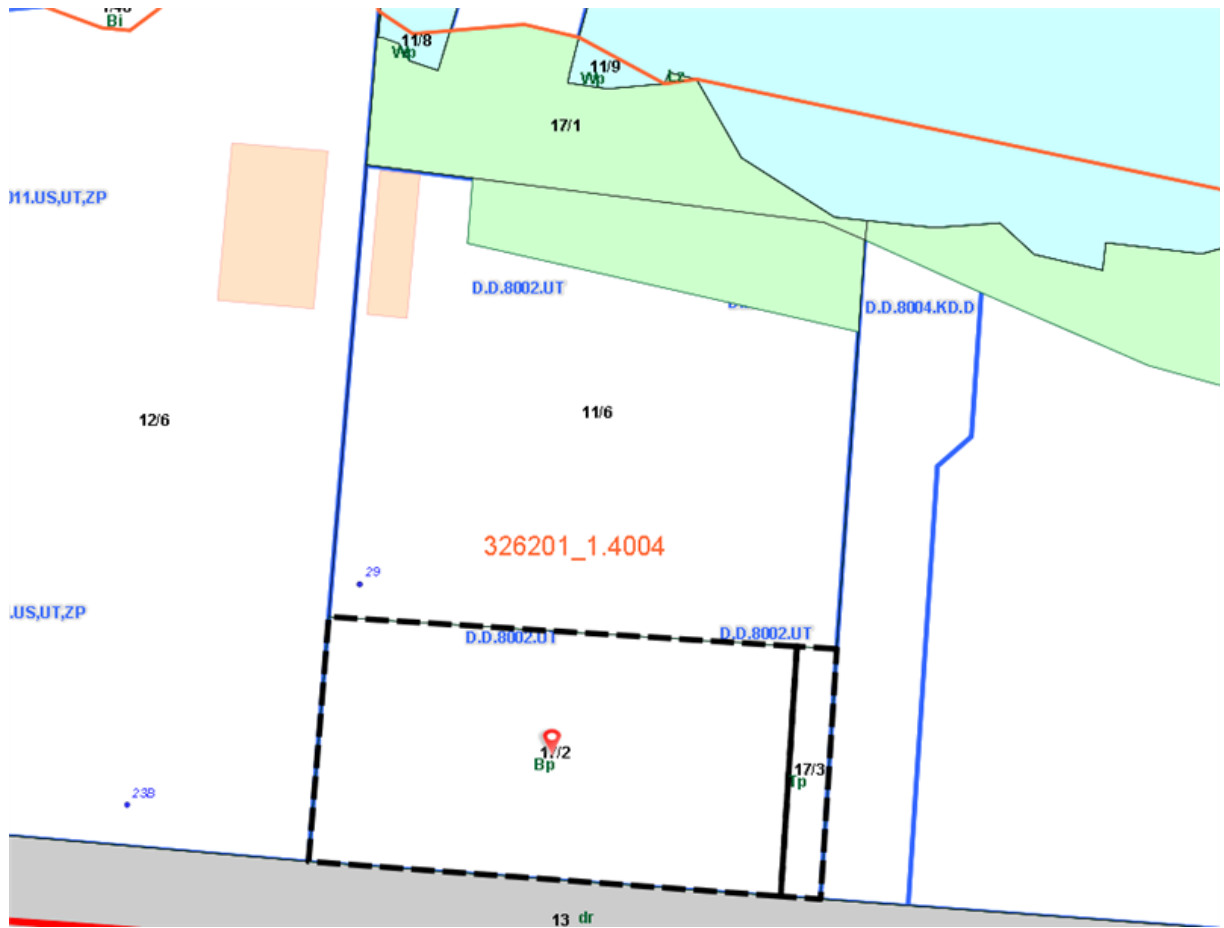 Bi
11/8
Wp
11/9
Wp
17/1
011.US,UT,ZP
D.D.8002.UT
D.D.8004.KD.D
12/6
11/6
326201_1.4004
29
.US,UT,ZP
D.D.8002.UT
D.D.8002.UT
17/2
Bp
17/3
Tp
23B
13 dr